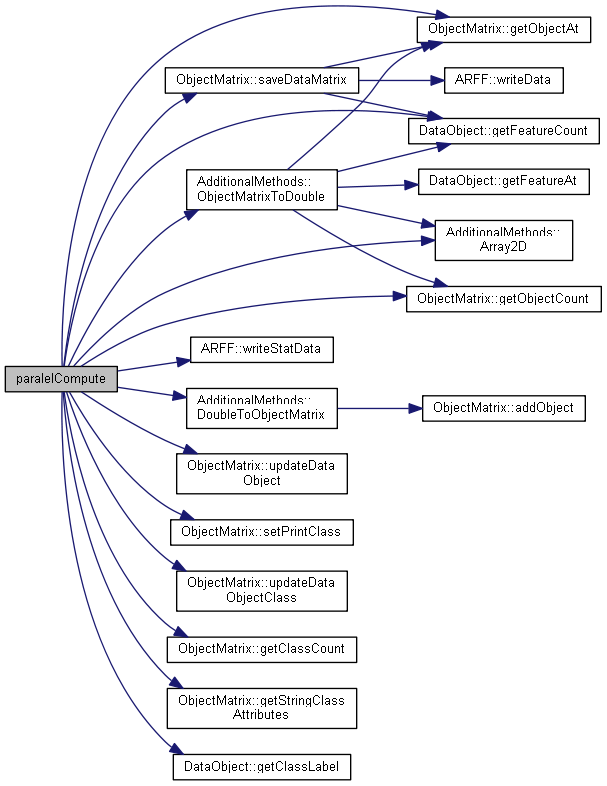 ObjectMatrix::getObjectAt
ObjectMatrix::saveDataMatrix
ARFF::writeData
DataObject::getFeatureCount
AdditionalMethods::
ObjectMatrixToDouble
DataObject::getFeatureAt
AdditionalMethods::
Array2D
ObjectMatrix::getObjectCount
ARFF::writeStatData
paralelCompute
AdditionalMethods::
DoubleToObjectMatrix
ObjectMatrix::addObject
ObjectMatrix::updateData
Object
ObjectMatrix::setPrintClass
ObjectMatrix::updateData
ObjectClass
ObjectMatrix::getClassCount
ObjectMatrix::getStringClass
Attributes
DataObject::getClassLabel